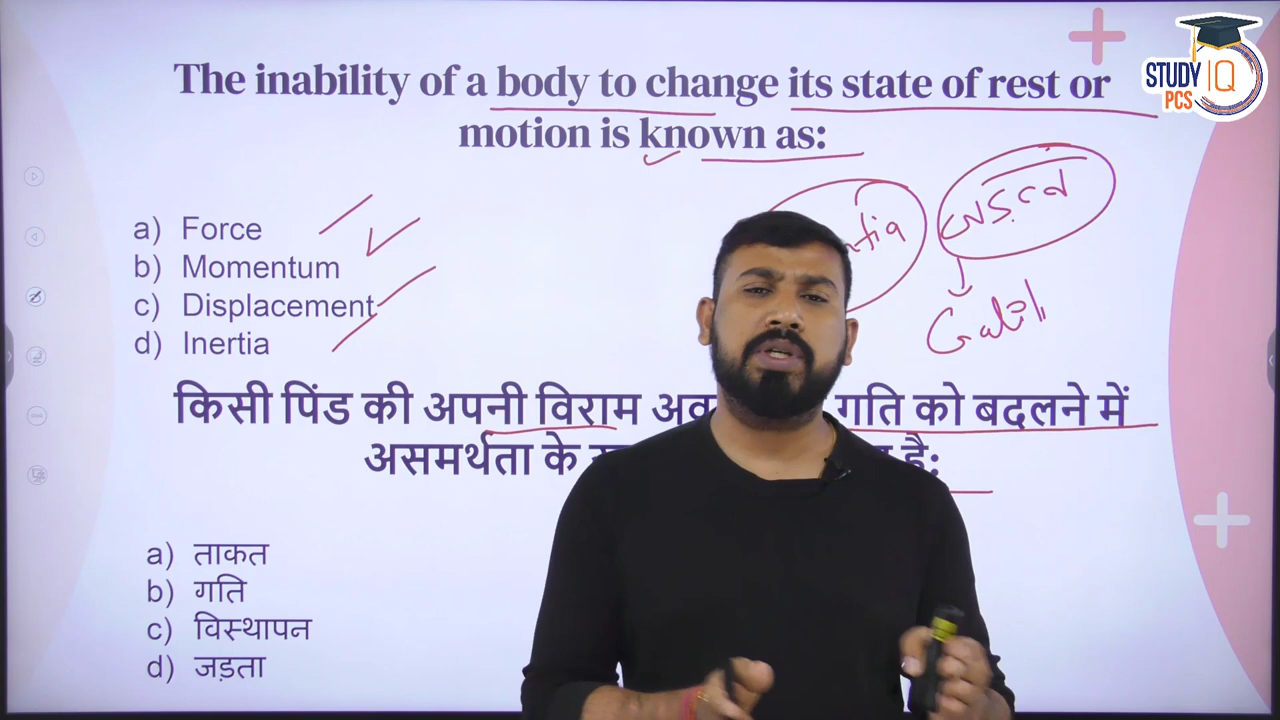 The inability of a body to change its state of rest or
motion is known as:
a) Force
b) Momentum
c) Displacement
d) Inertia
किसी पिंड की अपनी विराम गति को बदलने में
असमर्थता के है:
a) ताकत
b) गति
c) विस्थापन
d) जड़ता
STUDY IQ
PCS